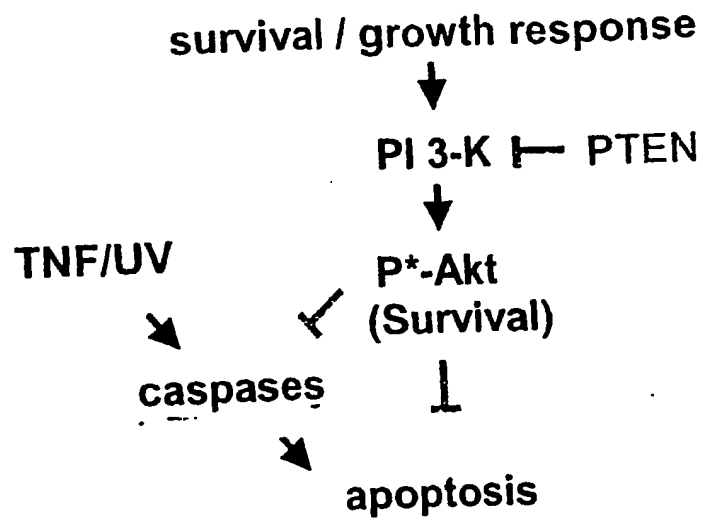 survival / growth response
PI 3-K PTEN
TNF/UV
P*-Akt
(Survival)
caspases
apoptosis